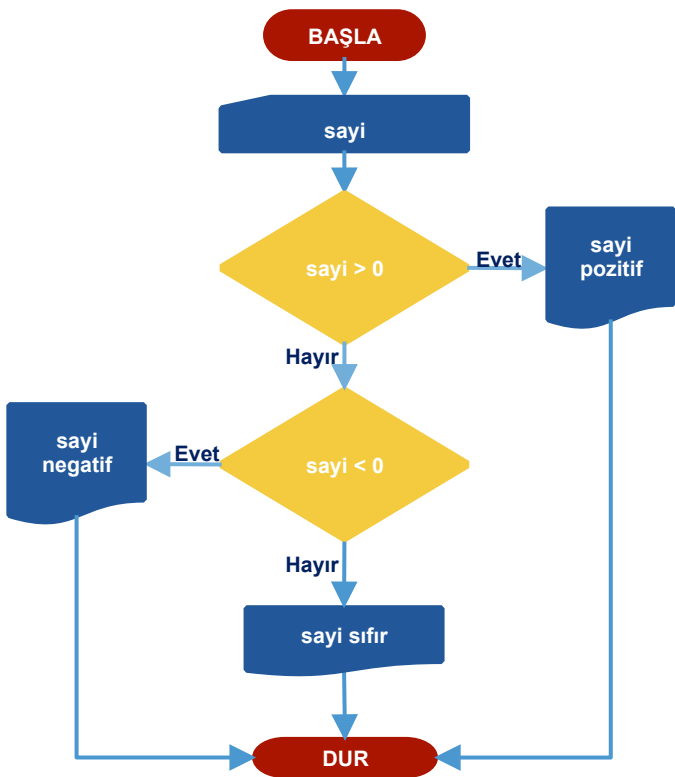 BAŞLA
sayi
sayi > 0
Evet
sayi
pozitif
Hayır
sayi
negatif
Evet
sayi < 0
Hayır
sayi sıfır
DUR